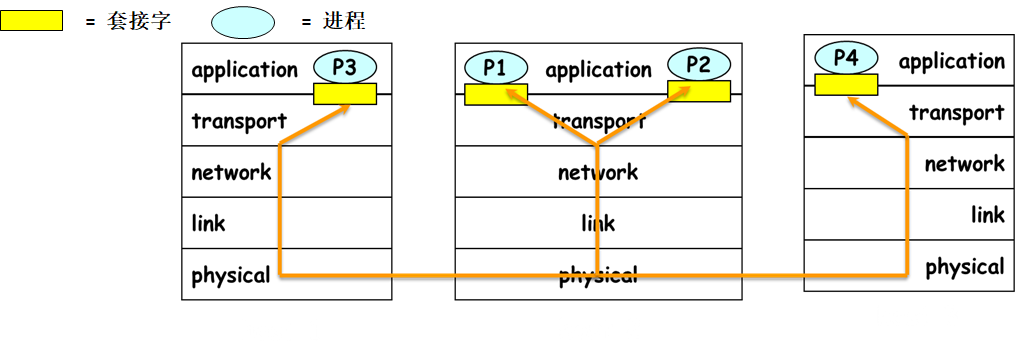 = 套接字 = 进程
application P3
transport
network
link
physical
P1 application P2
transport
network
link
physical
P4 application
transport
network
link
physical